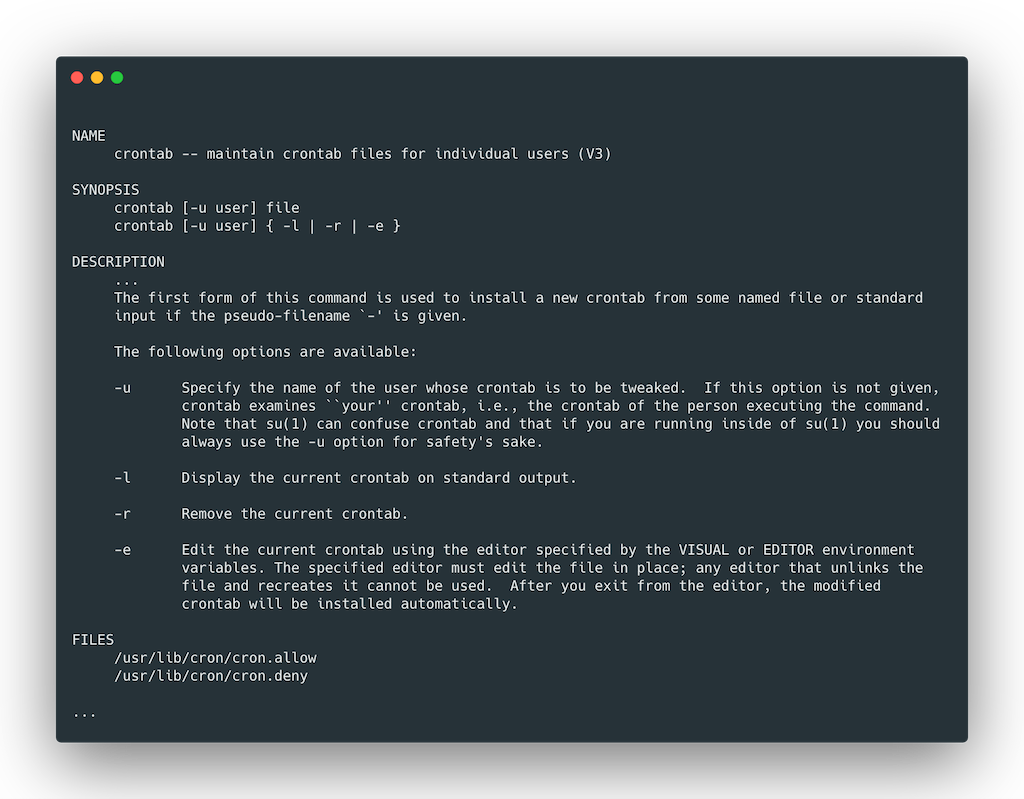 NAME
crontab -- maintain crontab files for individual users (V3)
SYNOPSIS
crontab [-u user] file
crontab [-u user] { -l | -r | -e }
DESCRIPTION
...
The first form of this command is used to install a new crontab from some named file or standard
input if the pseudo-filename `-' is given.
The following options are available:
-u Specify the name of the user whose crontab is to be tweaked. If this option is not given,
crontab examines ``your'' crontab, i.e., the crontab of the person executing the command.
Note that su(1) can confuse crontab and that if you are running inside of su(1) you should
always use the -u option for safety's sake.
-l Display the current crontab on standard output.
-r Remove the current crontab.
-e Edit the current crontab using the editor specified by the VISUAL or EDITOR environment
variables. The specified editor must edit the file in place; any editor that unlinks the
file and recreates it cannot be used. After you exit from the editor, the modified
crontab will be installed automatically.
FILES
/usr/lib/cron/cron.allow
/usr/lib/cron/cron.deny
...